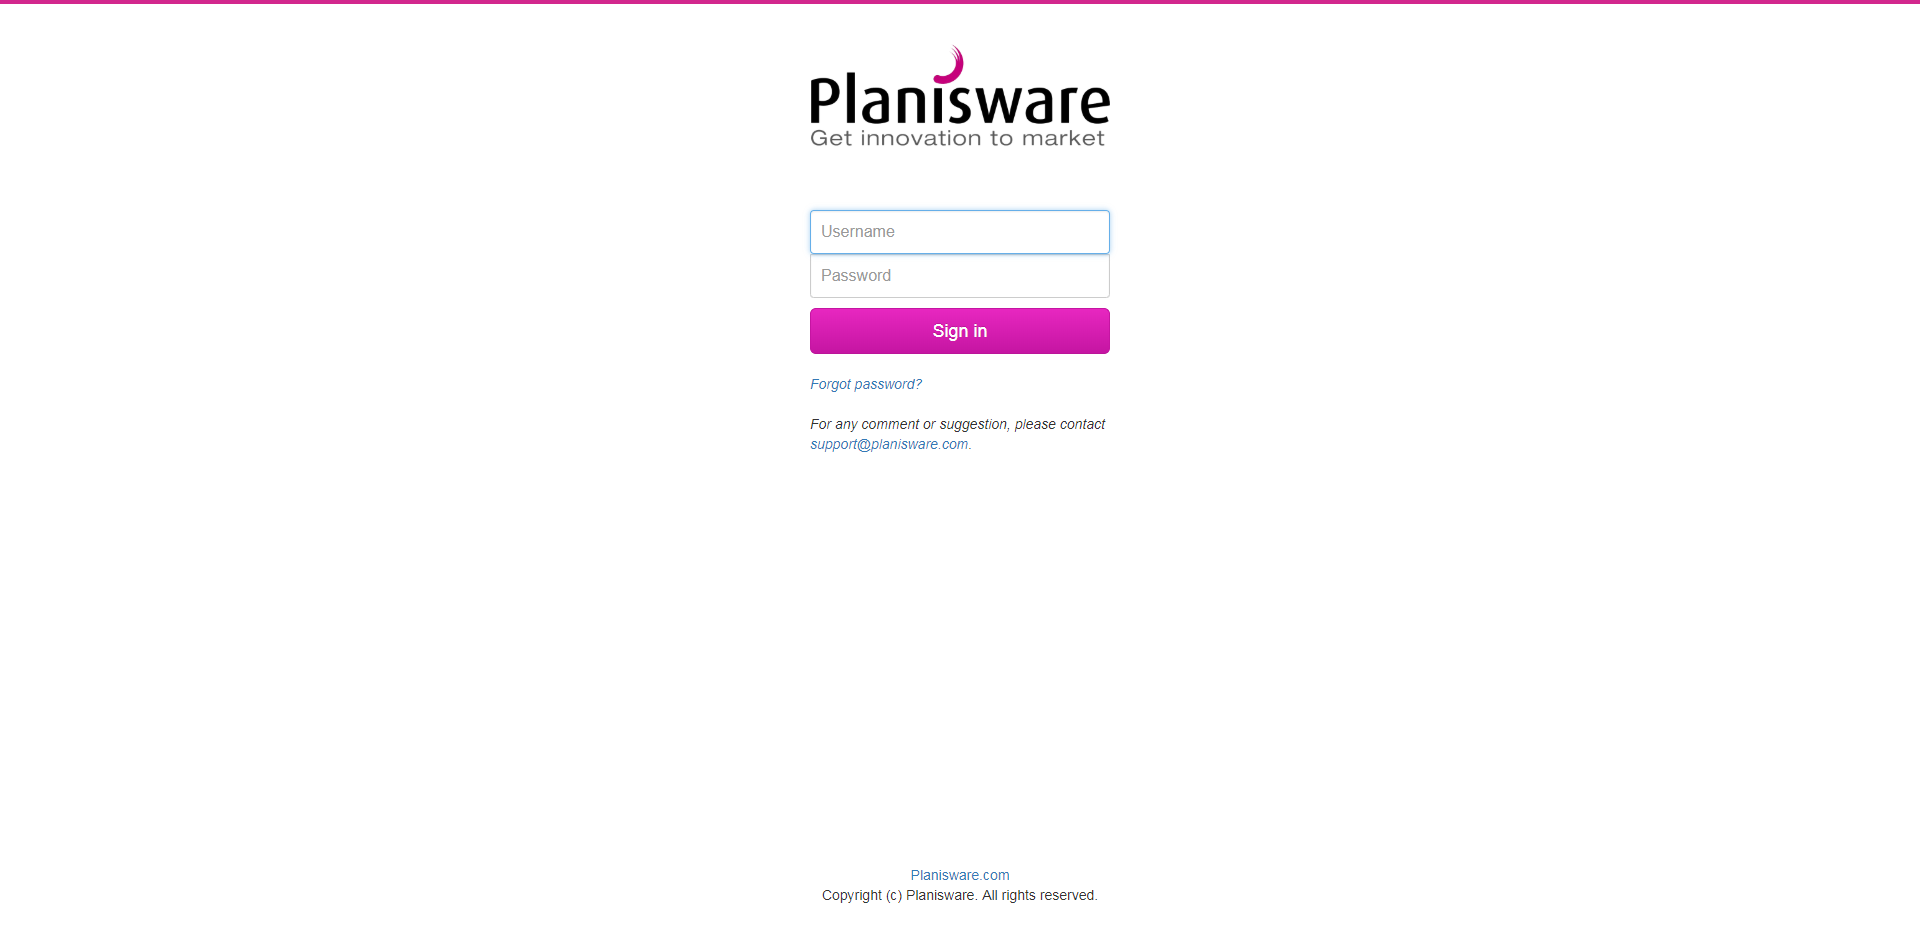 Planisware
Get innovation to market
Username
Password
Sign in
Forgot password?
For any comment or suggestion, please contact
support@planisware.com.
Planisware.com
Copyright (c) Planisware. All rights reserved.